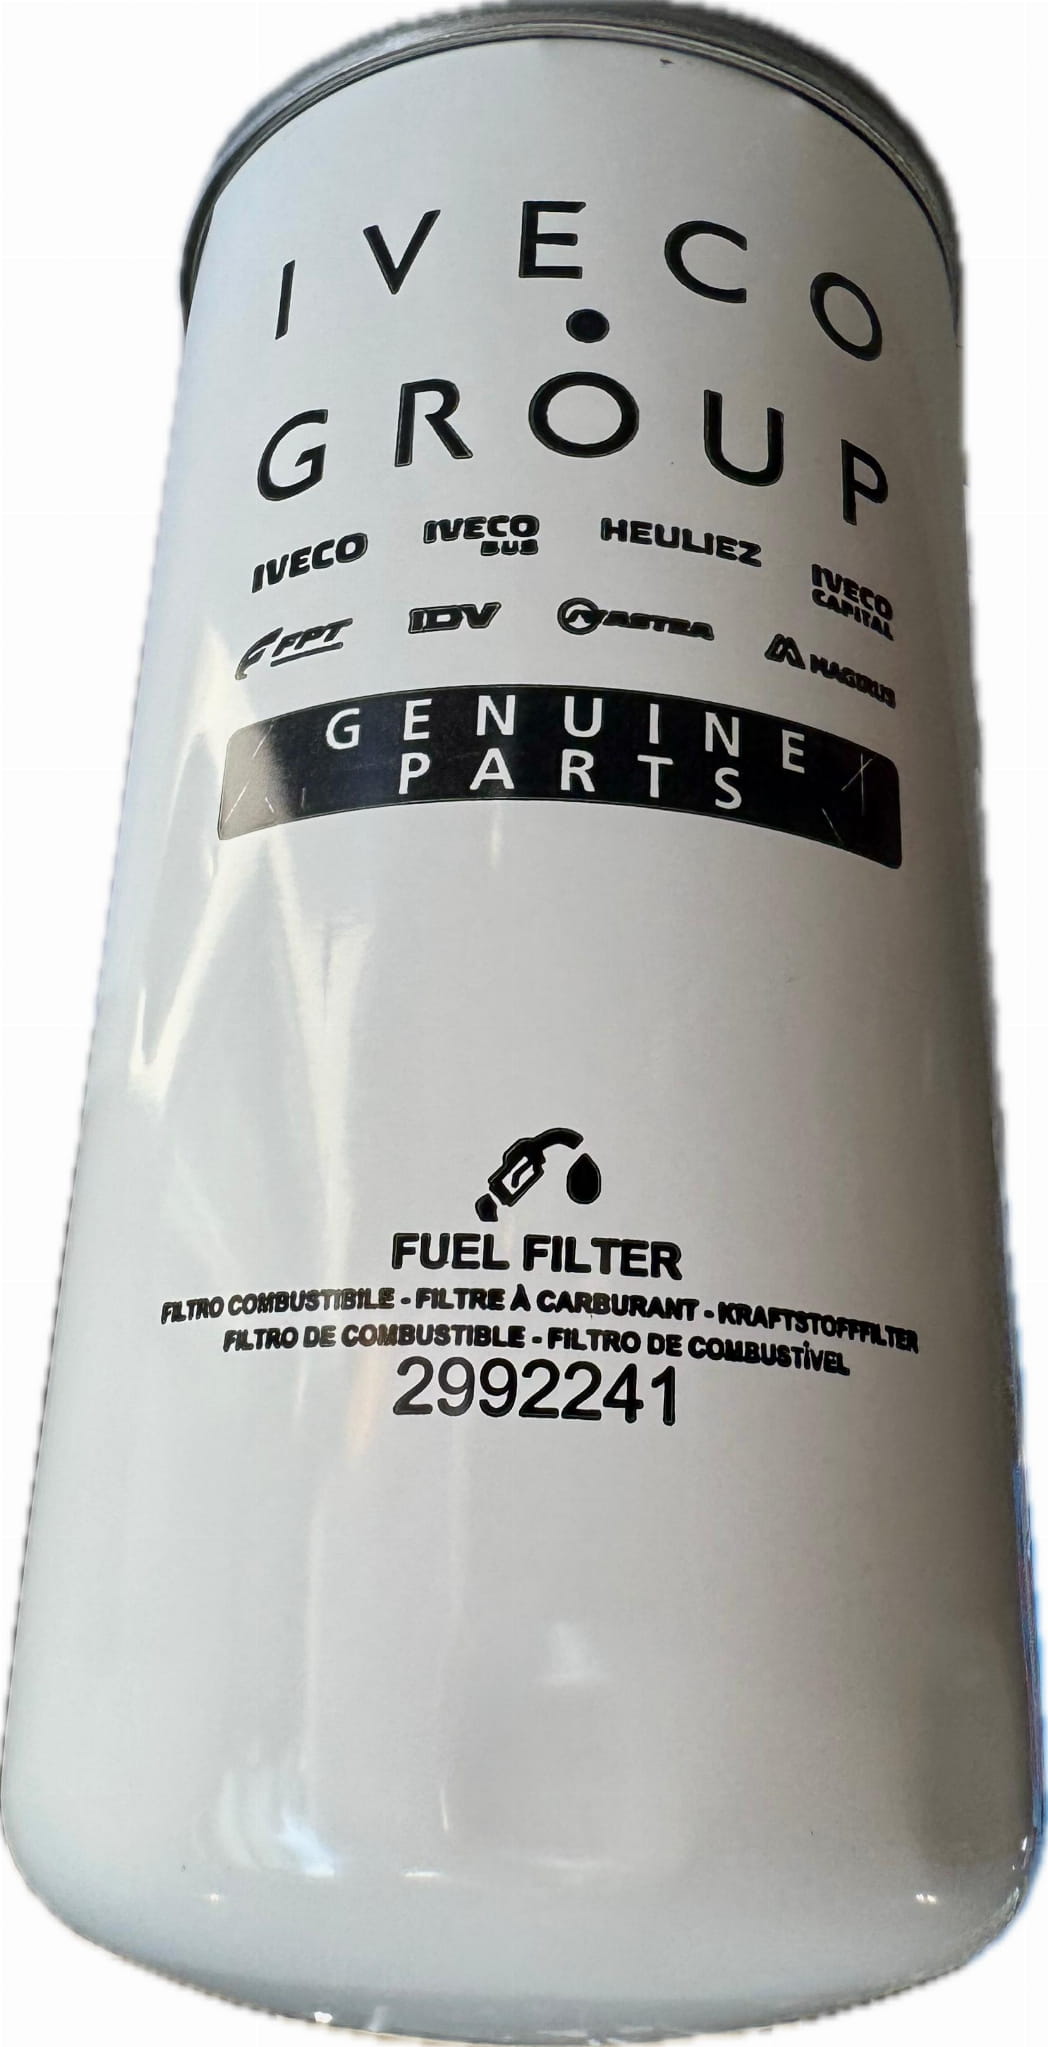 IVECO
GROUP
IVECO IVECO BUS HEULIEZ IVECO CAPITAL
FPT IDV ASTRA MAGIRUS
GENUINE
PARTS
FUEL FILTER
FILTRO COMBUSTIBILE - FILTRE À CARBURANT - KRAFTSTOFFFILTER
FILTRO DE COMBUSTIBLE - FILTRO DE COMBUSTÍVEL
2992241